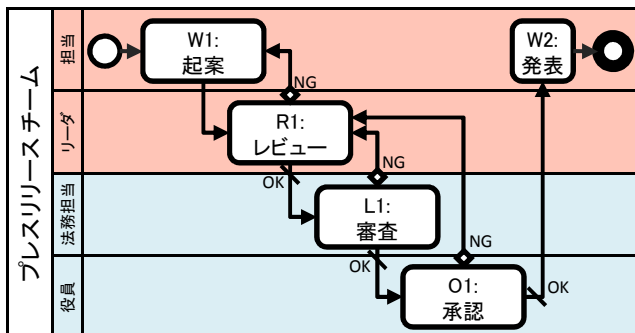 プレスリリース チーム
担当
リーダ
法務担当
役員
W1:
起案
NG
R1:
レビュー
OK
NG
L1:
審査
OK
NG
O1:
承認
OK
W2:
発表